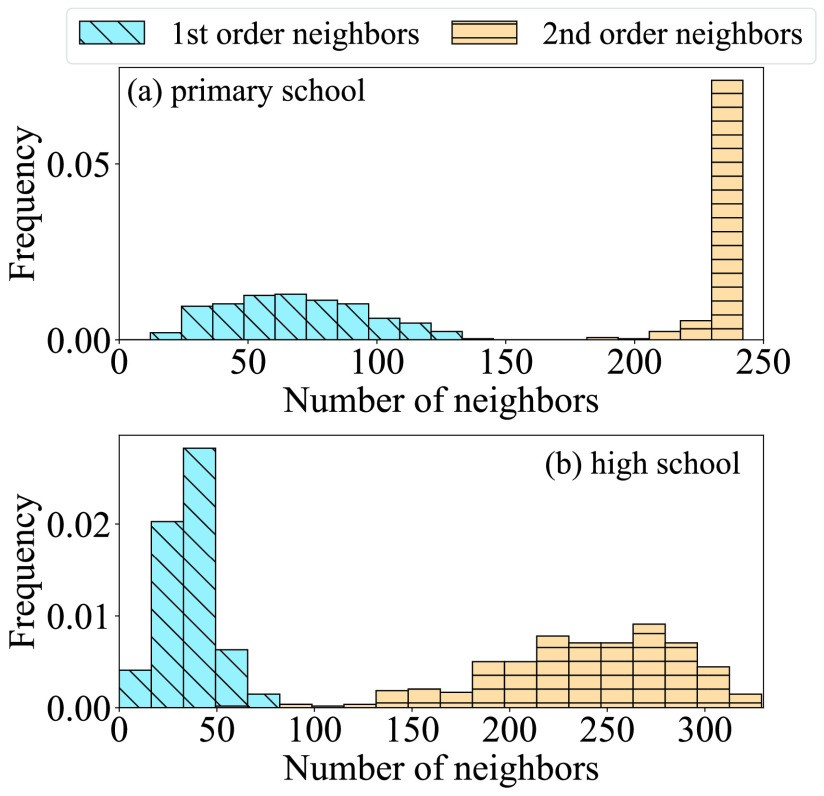 1st order neighbors 2nd order neighbors
(a) primary school
Frequency
0.05
0.00
0 50 100 150 200 250
Number of neighbors
(b) high school
Frequency
0.02
0.01
0.00
0 50 100 150 200 250 300
Number of neighbors